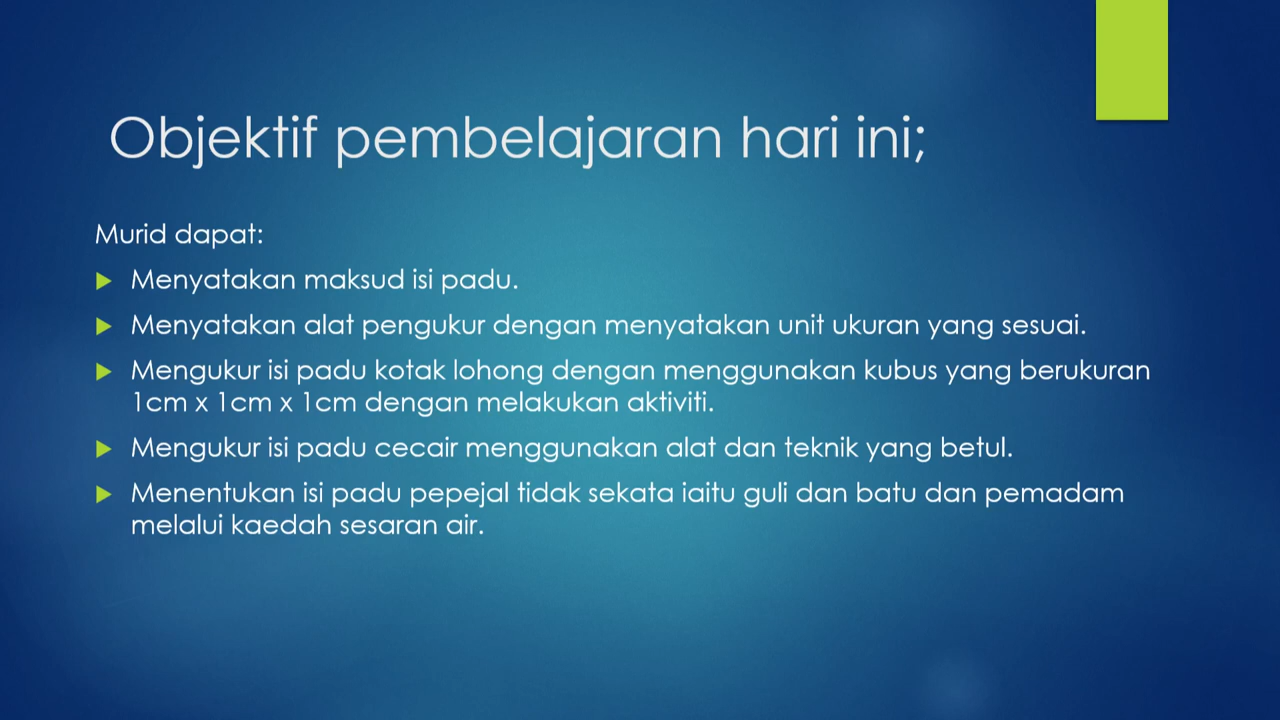 Objektif pembelajaran hari ini;
Murid dapat:
Menyatakan maksud isi padu.
Menyatakan alat pengukur dengan menyatakan unit ukuran yang sesuai.
Mengukur isi padu kotak lohong dengan menggunakan kubus yang berukuran
1cm x 1cm x 1cm dengan melakukan aktiviti.
Mengukur isi padu cecair menggunakan alat dan teknik yang betul.
Menentukan isi padu pepejal tidak sekata iaitu guli dan batu dan pemadam
melalui kaedah sesaran air.